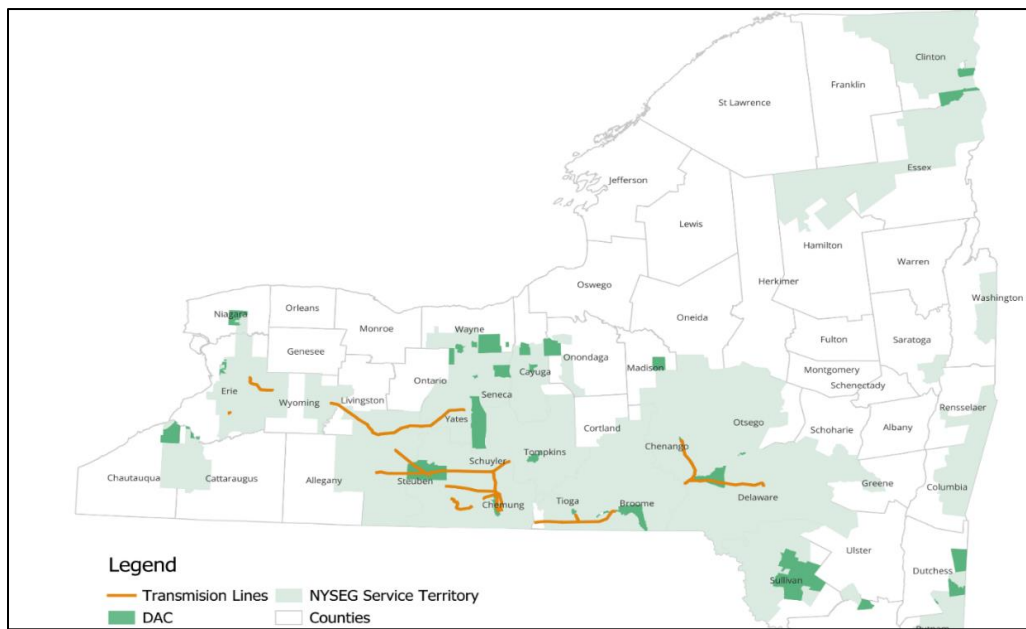 Clinton
Franklin
St Lawrence
Essex
Jefferson
Lewis
Hamilton
Warren
Oswego
Herkimer
Washington
Oneida
Niagara
Orleans
Monroe
Wayne
Fulton
Saratoga
Genesee
Onondaga
Madison
Montgomery
Cayuga
Ontario
Schenectady
Erie
Wyoming
Livingston
Seneca
Rensselaer
Yates
Cortland
Otsego
Schoharie
Albany
Chenango
Tompkins
Schuyler
Chautauqua
Cattaraugus
Allegany
Steuben
Greene
Columbia
Delaware
Tioga
Broome
Chemung
Ulster
Legend
Dutchess
Sullivan
Transmision Lines
NYSEG Service Territory
DAC
Counties
Putnam